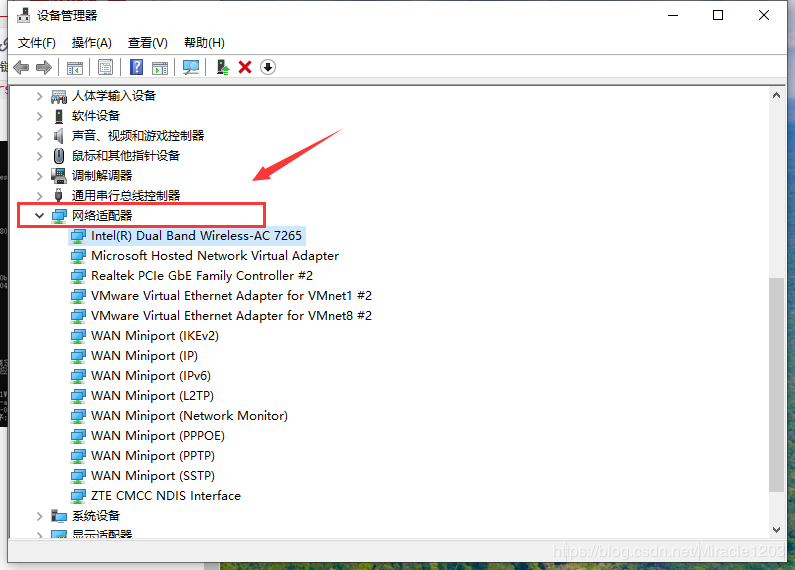 设备管理器
文件(F) 操作(A) 查看(V) 帮助(H)
人体学输入设备
软件设备
声音、视频和游戏控制器
鼠标和其他指针设备
调制解调器
通用串行总线控制器
网络适配器
Intel(R) Dual Band Wireless-AC 7265
Microsoft Hosted Network Virtual Adapter
Realtek PCIe GbE Family Controller #2
VMware Virtual Ethernet Adapter for VMnet1 #2
VMware Virtual Ethernet Adapter for VMnet8 #2
WAN Miniport (IKEv2)
WAN Miniport (IP)
WAN Miniport (IPv6)
WAN Miniport (L2TP)
WAN Miniport (Network Monitor)
WAN Miniport (PPPOE)
WAN Miniport (PPTP)
WAN Miniport (SSTP)
ZTE CMCC NDIS Interface
系统设备
显示适配器
https://blog.csdn.net/Miracle1203